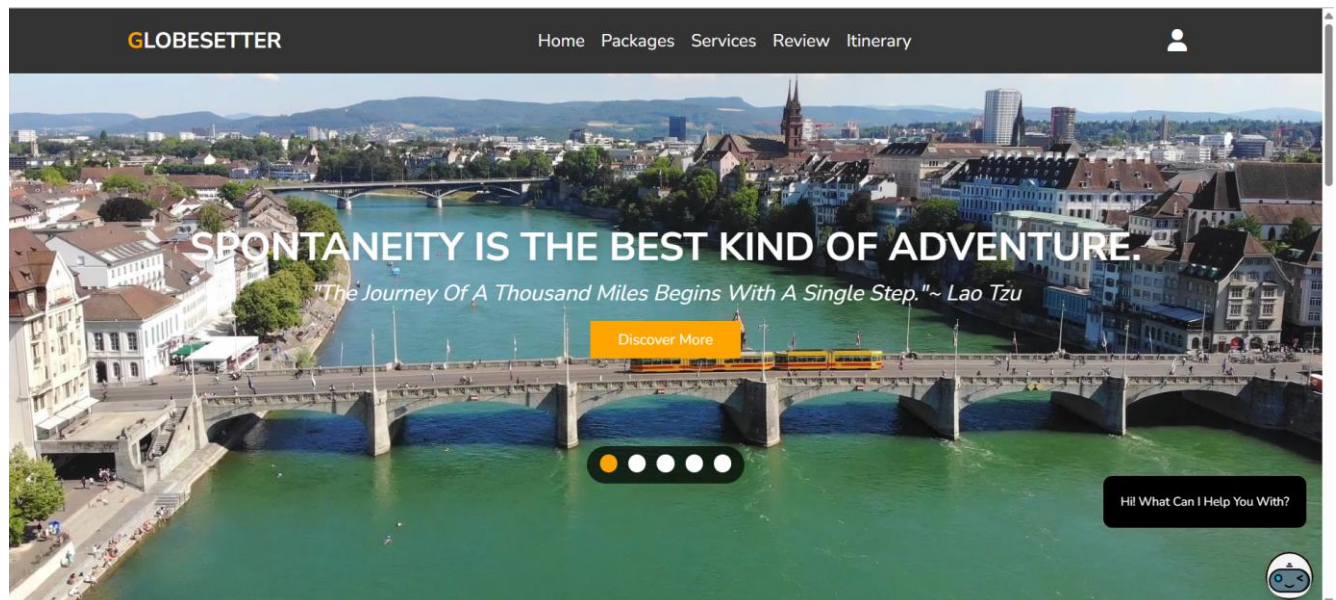 GLOBESETTER
Home Packages Services Review Itinerary
SPONTANEITY IS THE BEST KIND OF ADVENTURE.
"The Journey Of A Thousand Miles Begins With A Single Step."~ Lao Tzu
Discover More
Hi! What Can I Help You With?